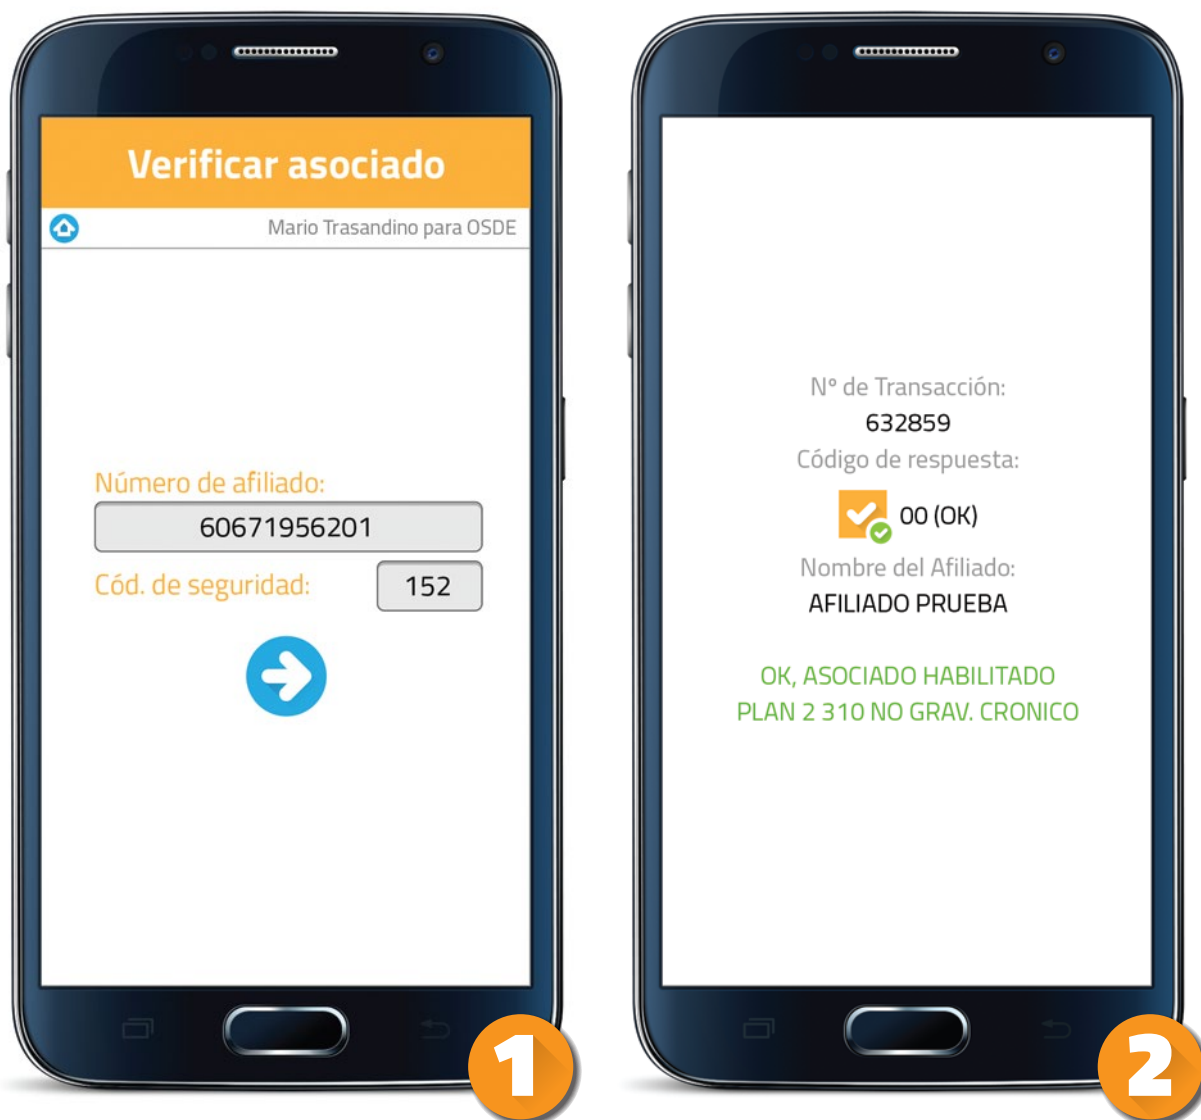 Verificar asociado
Mario Trasandino para OSDE
Número de afiliado:
60671956201
Cód. de seguridad:
152
1
Nº de Transacción:
632859
Código de respuesta:
00 (OK)
Nombre del Afiliado:
AFILIADO PRUEBA
OK, ASOCIADO HABILITADO
PLAN 2 310 NO GRAV. CRONICO
2